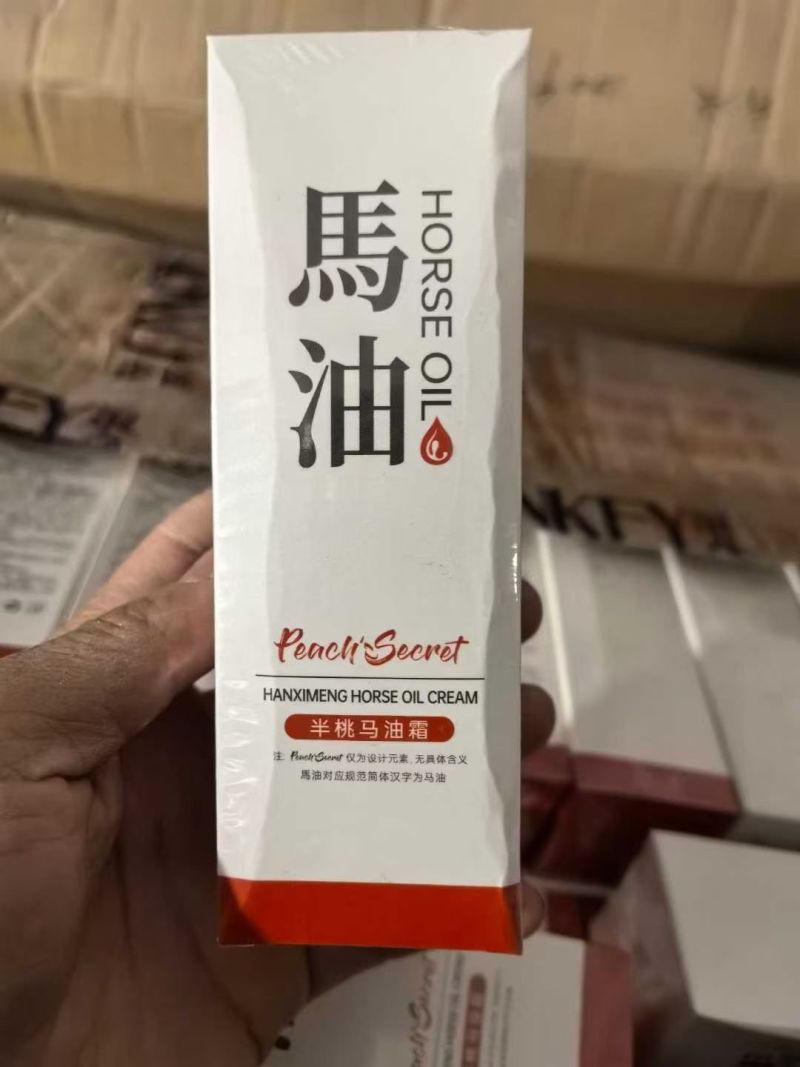 馬油
HORSE OIL
Peach's Secret
HANXIMENG HORSE OIL CREAM
半桃马油霜
注: Peach's Secret 仅为设计元素,无具体含义
馬油对应规范简体汉字为马油